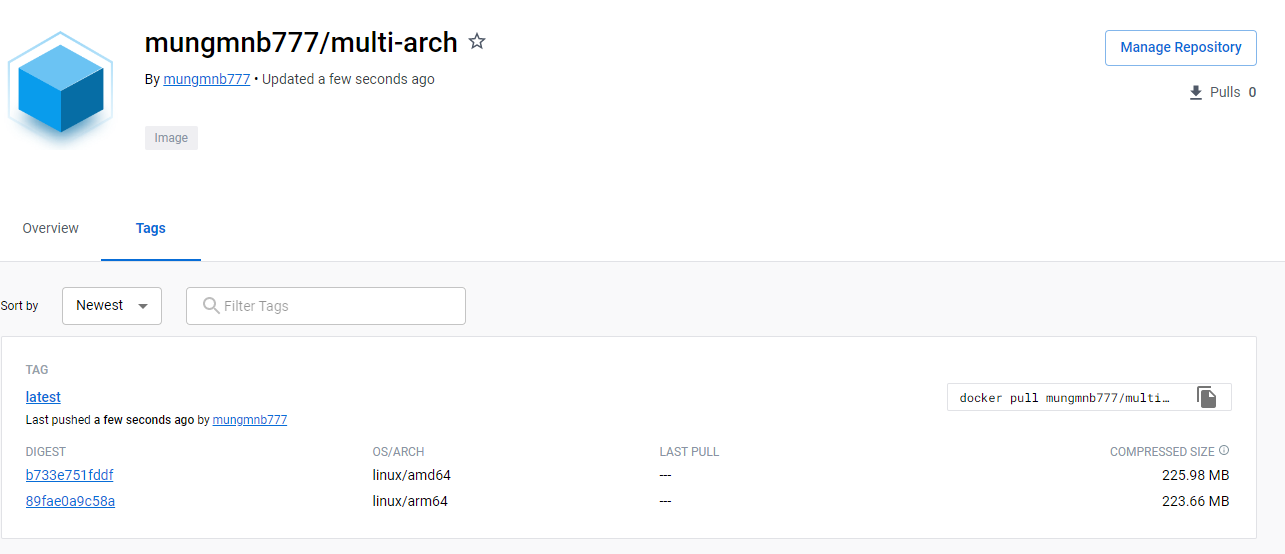 mungmnb777/multi-arch
Manage Repository
By mungmnb777 • Updated a few seconds ago
Pulls 0
Image
Overview Tags
Sort by Newest Filter Tags
TAG
latest
docker pull mungmnb777/multi…
Last pushed a few seconds ago by mungmnb777
DIGEST OS/ARCH LAST PULL COMPRESSED SIZE
b733e751fddf linux/amd64 --- 225.98 MB
89fae0a9c58a linux/arm64 --- 223.66 MB